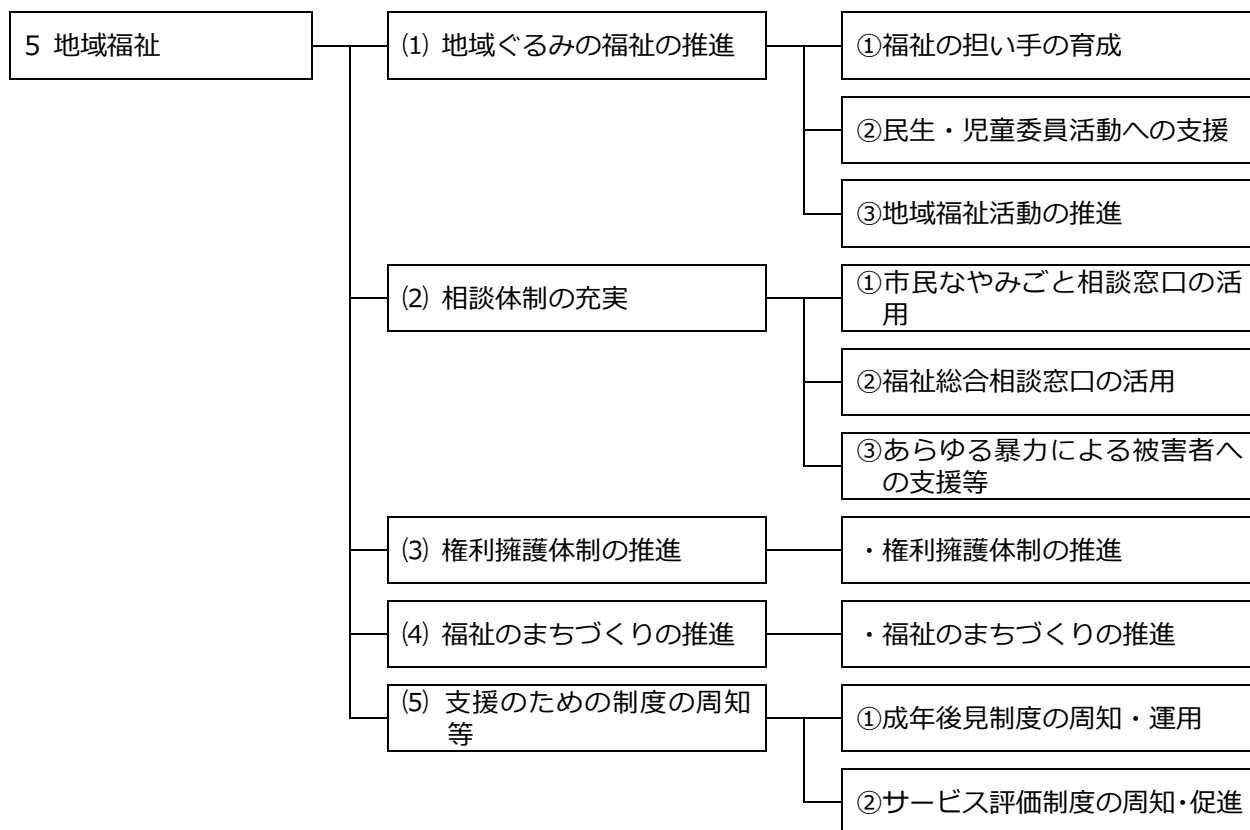 5 地域福祉
⑴ 地域ぐるみの福祉の推進
①福祉の担い手の育成
②民生・児童委員活動への支援
③地域福祉活動の推進
⑵ 相談体制の充実
①市民なやみごと相談窓口の活
用
②福祉総合相談窓口の活用
③あらゆる暴力による被害者へ
の支援等
⑶ 権利擁護体制の推進
・権利擁護体制の推進
⑷ 福祉のまちづくりの推進
・福祉のまちづくりの推進
⑸ 支援のための制度の周知
等
①成年後見制度の周知・運用
②サービス評価制度の周知・促進